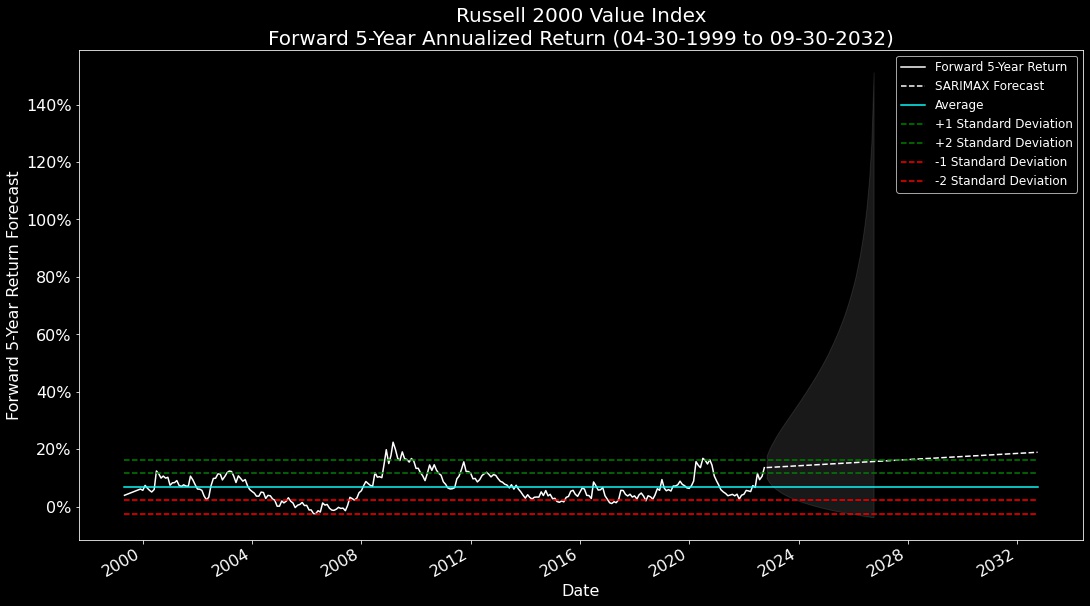 Russell 2000 Value Index
Forward 5-Year Annualized Return (04-30-1999 to 09-30-2032)
Forward 5-Year Return
SARIMAX Forecast
Average
+1 Standard Deviation
+2 Standard Deviation
-1 Standard Deviation
-2 Standard Deviation
Forward 5-Year Return Forecast
140%
120%
100%
80%
60%
40%
20%
0%
2000
2004
2008
2012
2016
2020
2024
2028
2032
Date